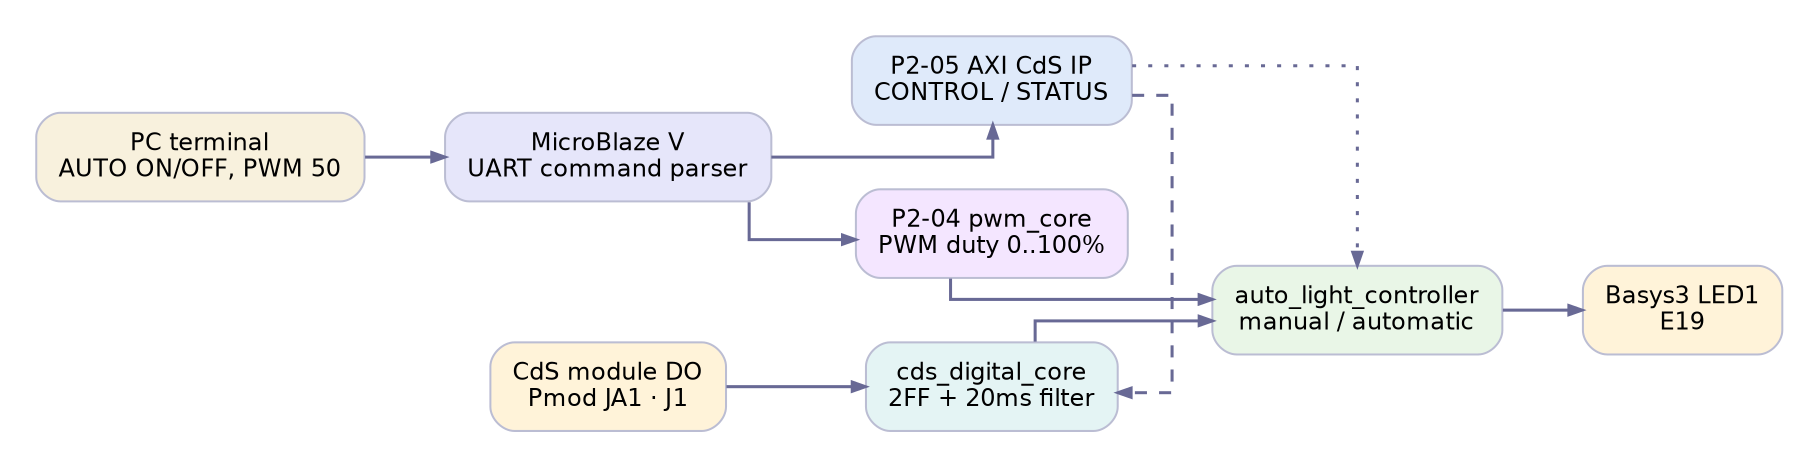 PC terminal
AUTO ON/OFF, PWM 50
MicroBlaze V
UART command parser
P2-05 AXI CdS IP
CONTROL / STATUS
P2-04 pwm_core
PWM duty 0..100%
CdS module DO
Pmod JA1 · J1
cds_digital_core
2FF + 20ms filter
auto_light_controller
manual / automatic
Basys3 LED1
E19